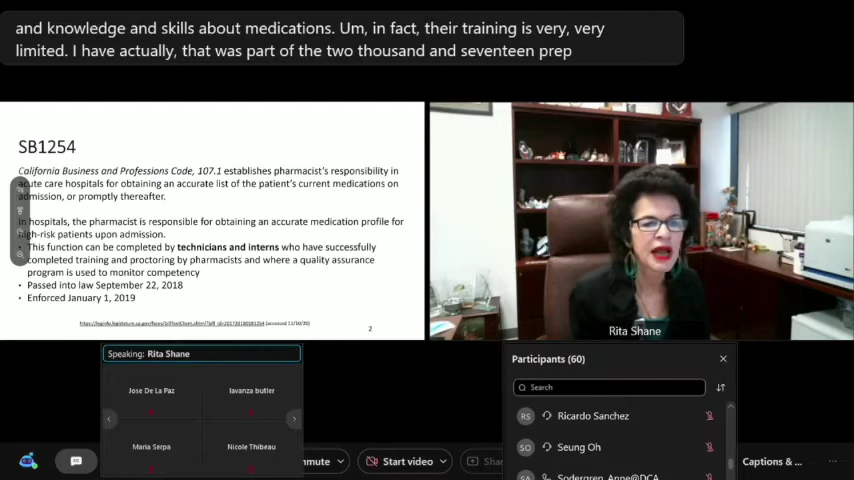 and knowledge and skills about medications. Um, in fact, their training is very, very
limited. I have actually, that was part of the two thousand and seventeen prep
SB1254
California Business and Professions Code, 107.1 establishes pharmacist's responsibility in
acute care hospitals for obtaining an accurate list of the patient's current medications on
admission, or promptly thereafter.
In hospitals, the pharmacist is responsible for obtaining an accurate medication profile for
high-risk patients upon admission.
• This function can be completed by technicians and interns who have successfully
completed training and proctoring by pharmacists and where a quality assurance
program is used to monitor competency
• Passed into law September 22, 2018
• Enforced January 1, 2019
2
Rita Shane
Speaking: Rita Shane
Jose De La Paz
lavanza butler
Maria Serpa
Nicole Thibeau
Participants (60)
Search
RS Ricardo Sanchez
SO Seung Oh
Sodergren, Anne@DCA
mute
Start video
Shar
Captions & ...